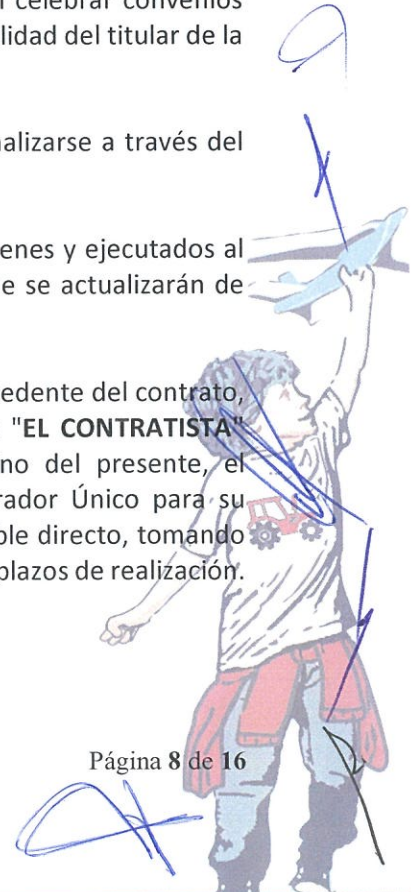 celebrar convenios
lidad del titular de la
nalizarse a través del
enes y ejecutados al
e se actualizarán de
edente del contrato,
"EL CONTRATISTA"
no del presente, el
rador Único para su
ble directo, tomando
plazos de realización.
Página 8 de 16